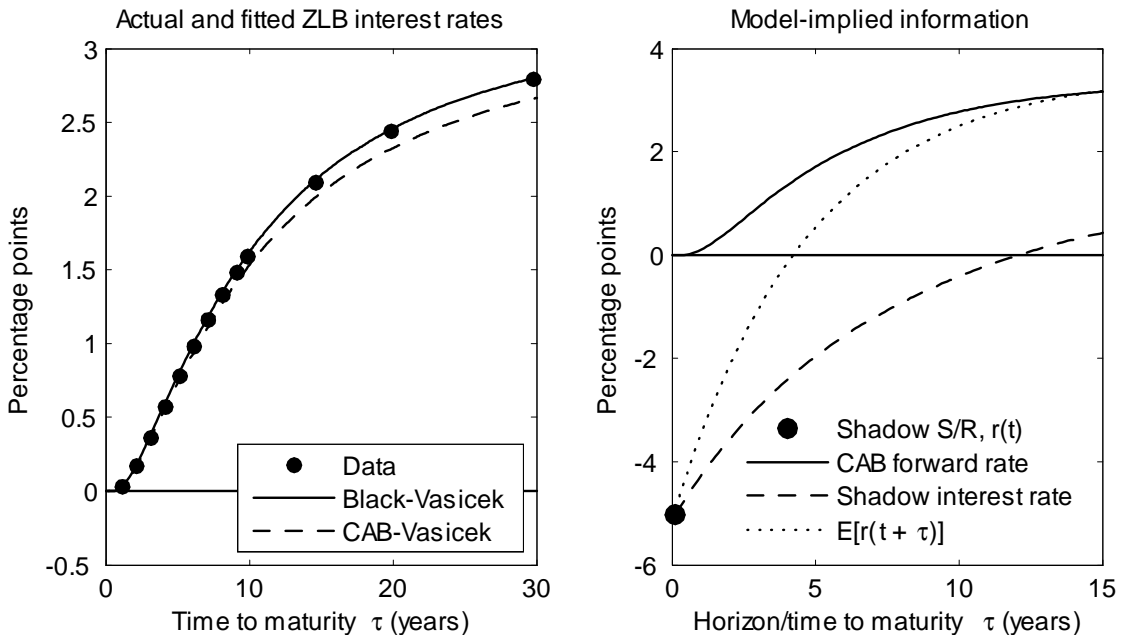 Actual and fitted ZLB interest rates
3
2.5
2
1.5
1
0.5
0
-0.5
0
10
20
30
Percentage points
Time to maturity τ (years)
Data
Black-Vasicek
CAB-Vasicek
Model-implied information
4
2
0
-2
-4
-6
0
5
10
15
Percentage points
Horizon/time to maturity τ (years)
Shadow S/R, r(t)
CAB forward rate
Shadow interest rate
E[r(t + τ)]